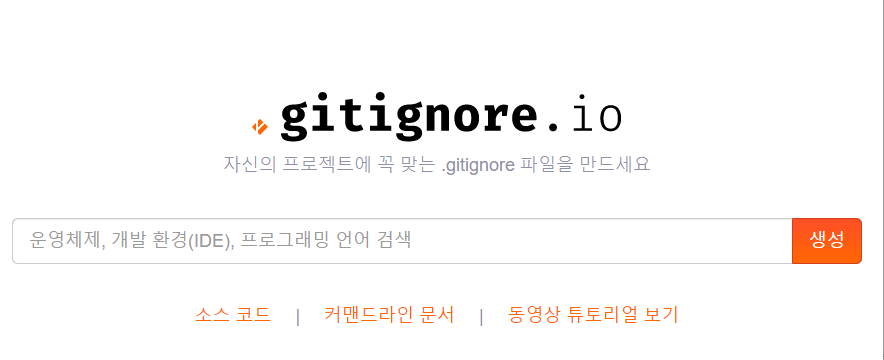 gitignore.io
자신의 프로젝트에 꼭 맞는 .gitignore 파일을 만드세요
운영체제, 개발 환경(IDE), 프로그래밍 언어 검색 생성
소스 코드 | 커맨드라인 문서 | 동영상 튜토리얼 보기